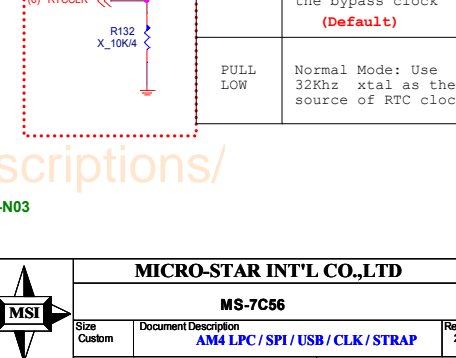 the bypass clock
(Default)
R132
X_10K/4
PULL
LOW
Normal Mode: Use
32Khz xtal as the
source of RTC cloc
scriptions/
-N03
MICRO-STAR INT'L CO.,LTD
MSI
MS-7C56
Size
Custom
Document Description
AM4 LPC / SPI / USB / CLK / STRAP
Re
2